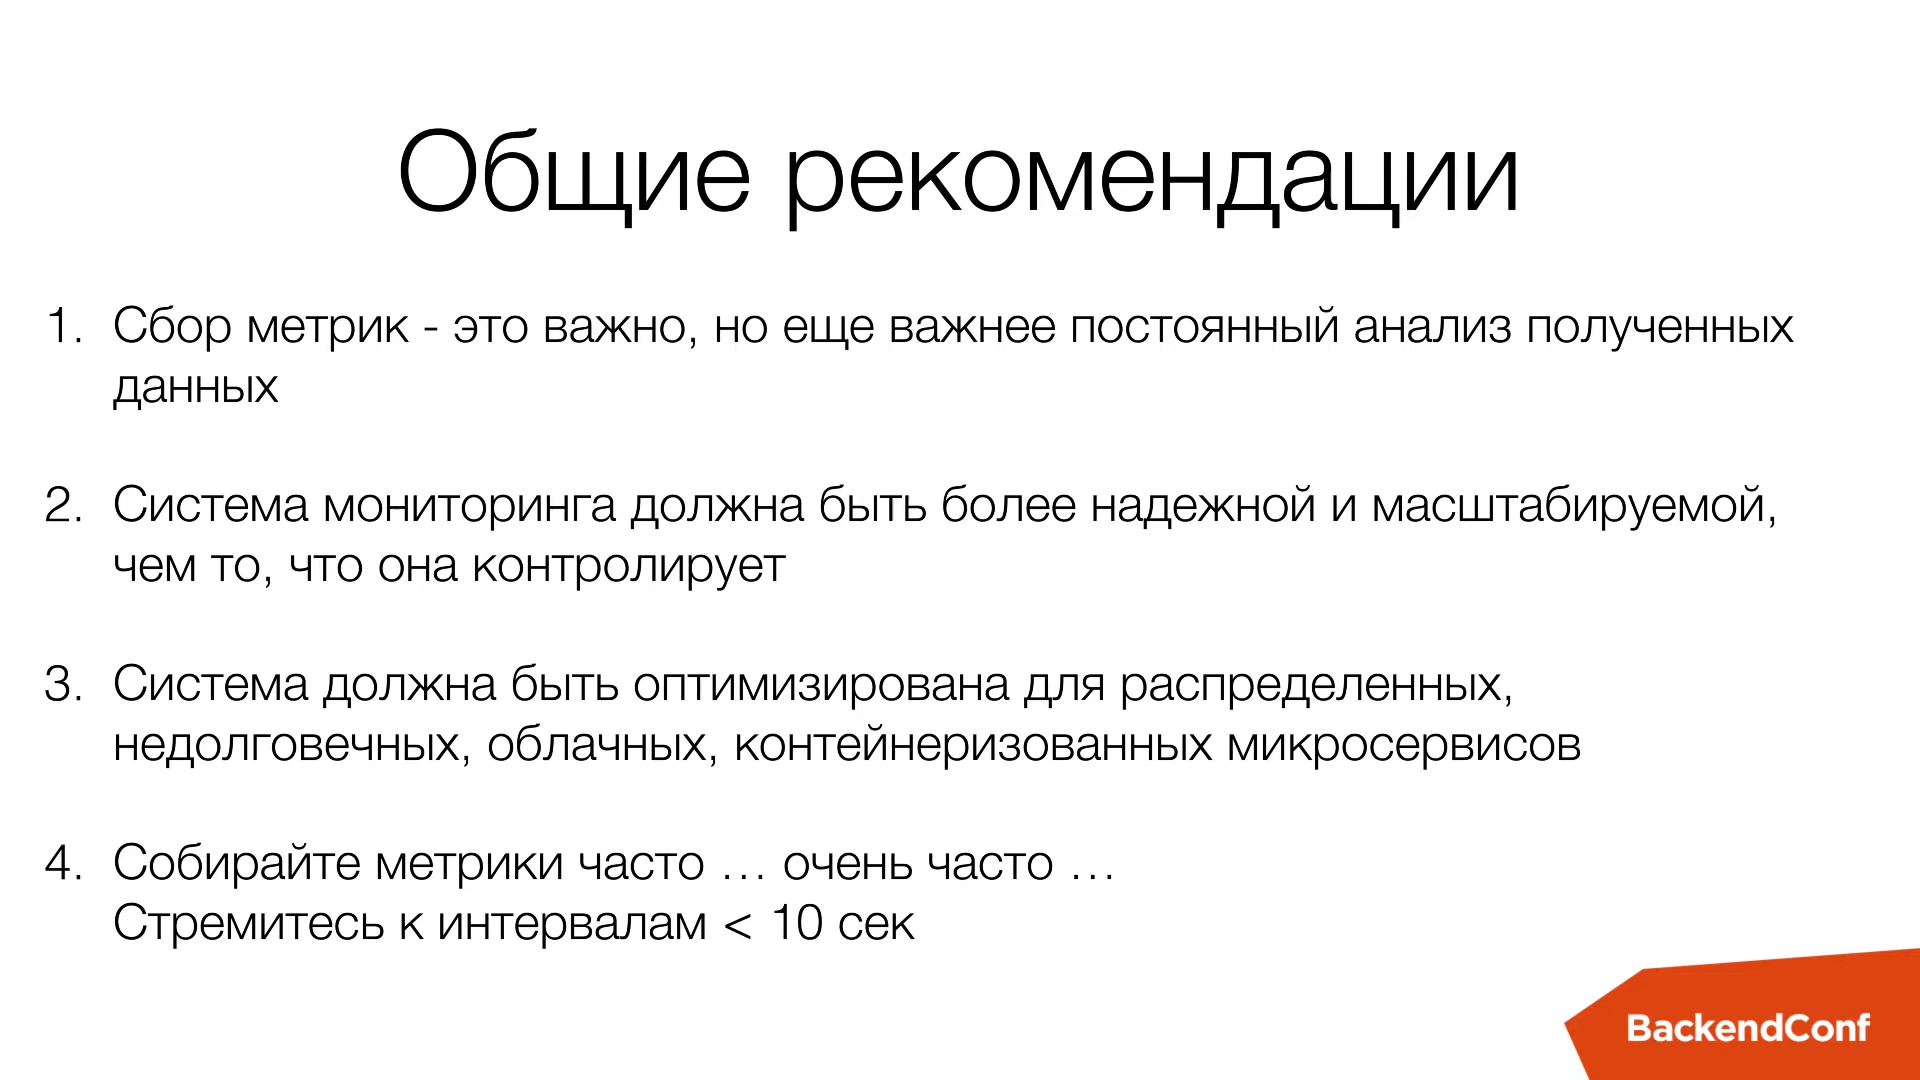 Общие рекомендации
1. Сбор метрик - это важно, но еще важнее постоянный анализ полученных
данных
2. Система мониторинга должна быть более надежной и масштабируемой,
чем то, что она контролирует
3. Система должна быть оптимизирована для распределенных,
недолговечных, облачных, контейнеризованных микросервисов
4. Собирайте метрики часто … очень часто …
Стремитесь к интервалам < 10 сек
BackendConf